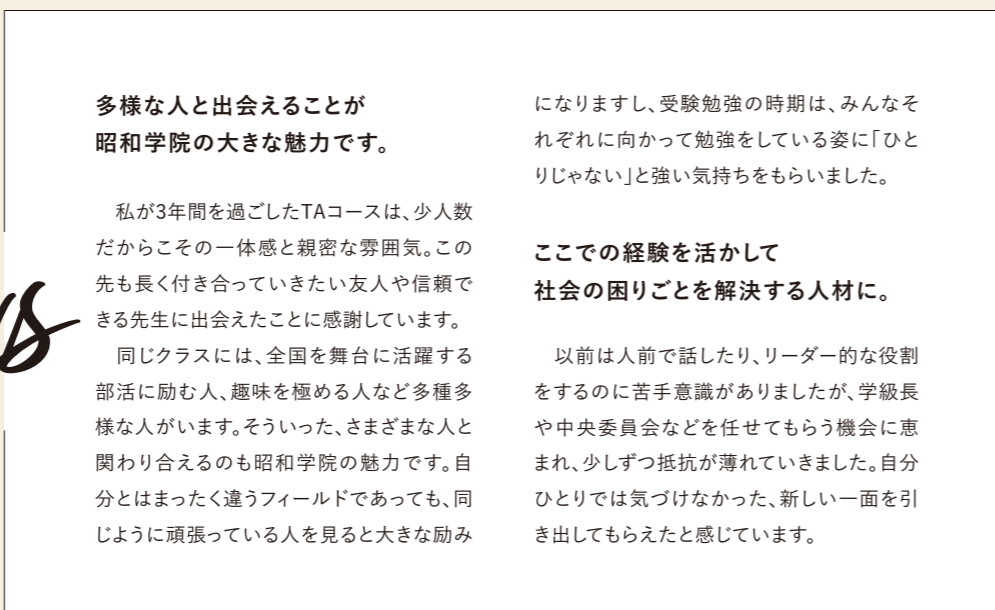 多様な人と出会えることが
昭和学院の大きな魅力です。
　私が3年間を過ごしたTAコースは、少人数
だからこその一体感と親密な雰囲気。この
先も長く付き合っていきたい友人や信頼で
きる先生に出会えたことに感謝しています。
　同じクラスには、全国を舞台に活躍する
部活に励む人、趣味を極める人など多種多
様な人がいます。そういった、さまざまな人と
関わり合えるのも昭和学院の魅力です。自
分とはまったく違うフィールドであっても、同
じように頑張っている人を見ると大きな励み
になりますし、受験勉強の時期は、みんなそ
れぞれに向かって勉強をしている姿に「ひと
りじゃない」と強い気持ちをもらいました。
ここでの経験を活かして
社会の困りごとを解決する人材に。
　以前は人前で話したり、リーダー的な役割
をするのに苦手意識がありましたが、学級長
や中央委員会などを任せてもらう機会に恵
まれ、少しずつ抵抗が薄れていきました。自分
ひとりでは気づけなかった、新しい一面を引
き出してもらえたと感じています。